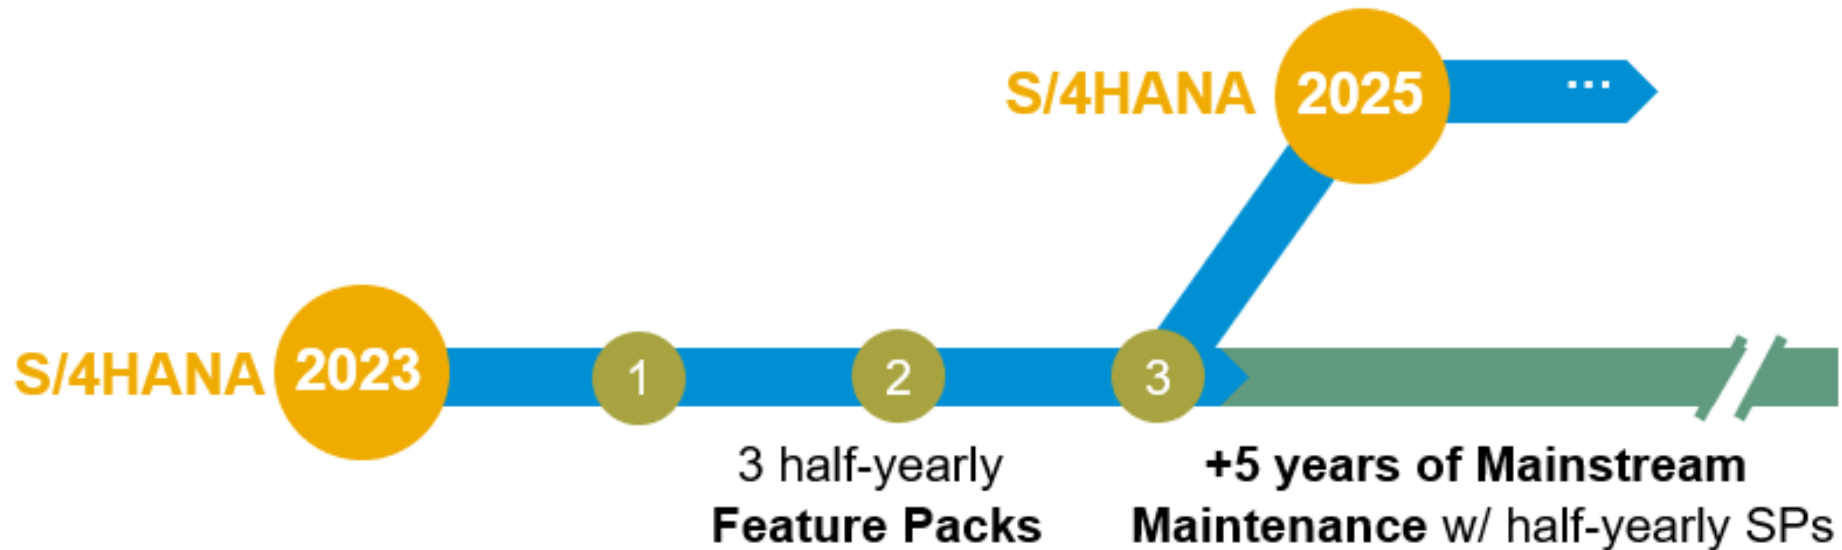 S/4HANA 2025 ...
S/4HANA 2023 1 2 3
3 half-yearly
Feature Packs
+5 years of Mainstream
Maintenance w/ half-yearly SPs